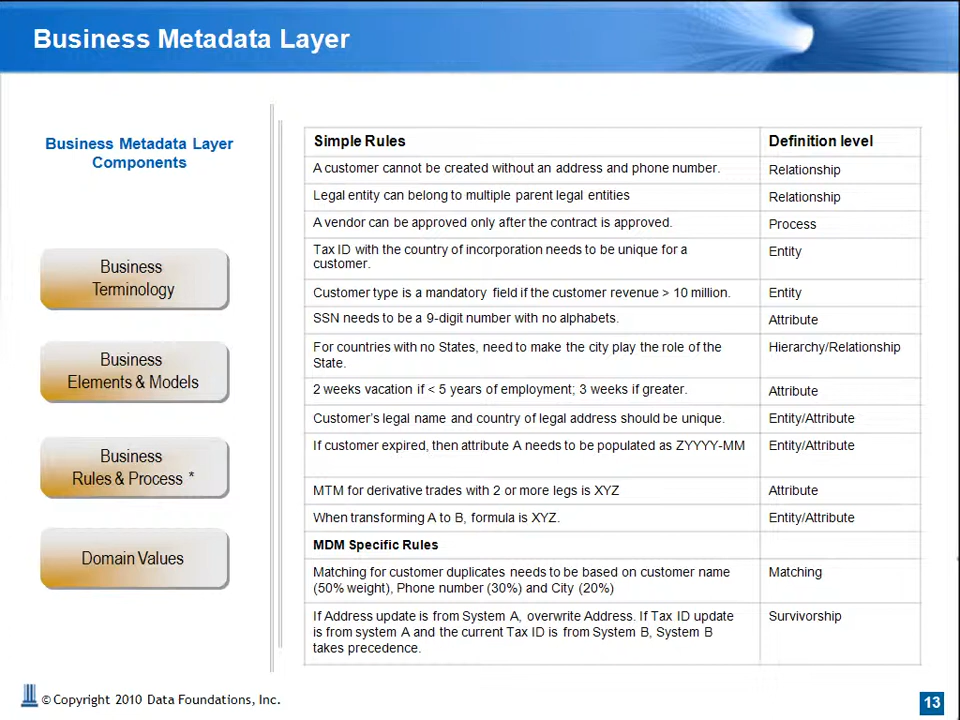 Business Metadata Layer
Business Metadata Layer
Components
Business
Terminology
Business
Elements & Models
Business
Rules & Process *
Domain Values
Simple Rules
Definition level
A customer cannot be created without an address and phone number.
Relationship
Legal entity can belong to multiple parent legal entities
Relationship
A vendor can be approved only after the contract is approved.
Process
Tax ID with the country of incorporation needs to be unique for a
customer.
Entity
Customer type is a mandatory field if the customer revenue > 10 million.
Entity
SSN needs to be a 9-digit number with no alphabets.
Attribute
For countries with no States, need to make the city play the role of the
State.
Hierarchy/Relationship
2 weeks vacation if < 5 years of employment; 3 weeks if greater.
Attribute
Customer's legal name and country of legal address should be unique.
Entity/Attribute
If customer expired, then attribute A needs to be populated as ZYYYY-MM
Entity/Attribute
MTM for derivative trades with 2 or more legs is XYZ
Attribute
When transforming A to B, formula is XYZ.
Entity/Attribute
MDM Specific Rules
Matching for customer duplicates needs to be based on customer name
(50% weight), Phone number (30%) and City (20%)
Matching
If Address update is from System A, overwrite Address. If Tax ID update
is from system A and the current Tax ID is from System B, System B
takes precedence.
Survivorship
© Copyright 2010 Data Foundations, Inc.
13